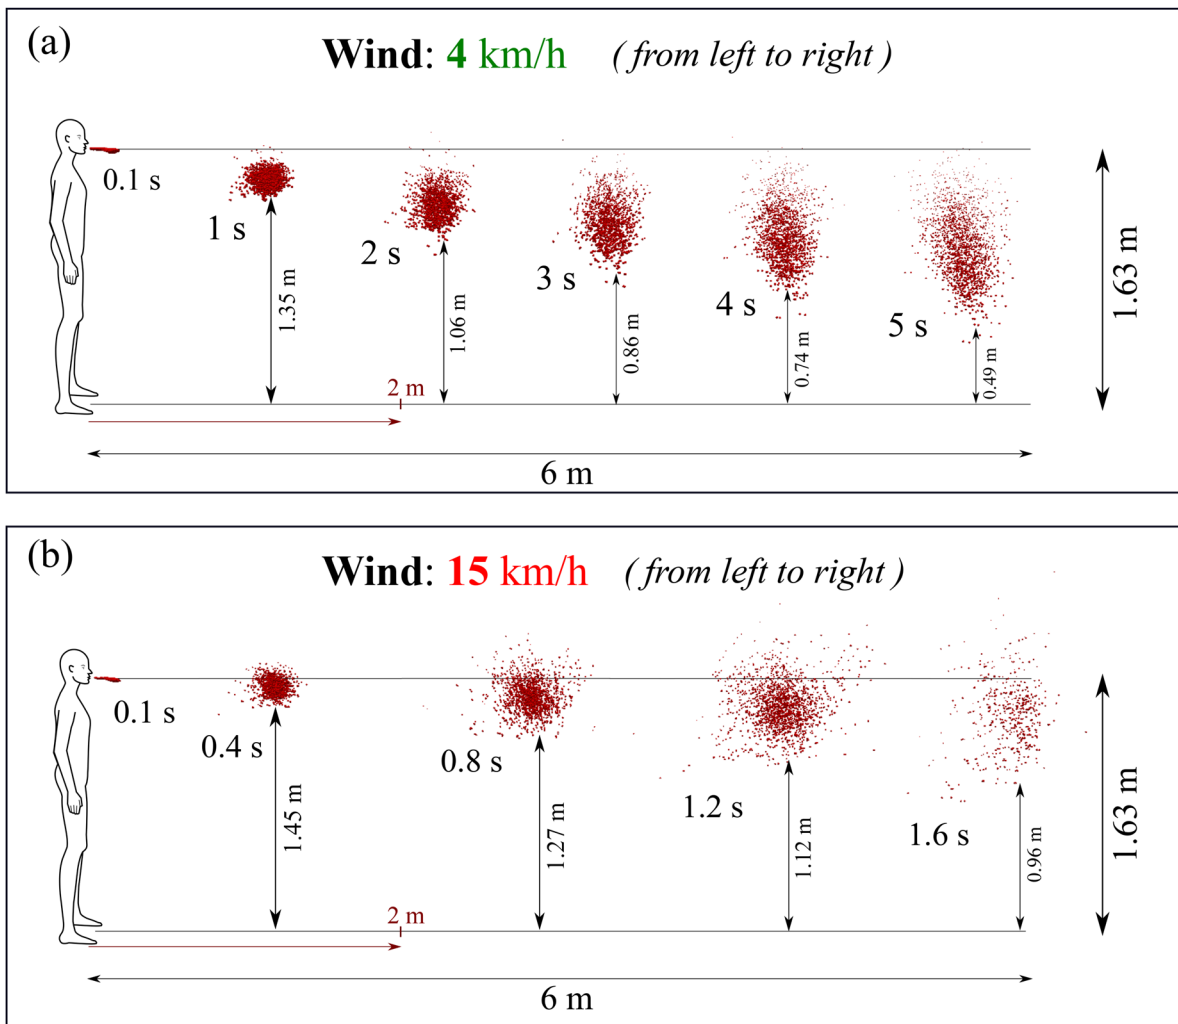 (a)
Wind: 4 km/h ( from left to right )
0.1 s
1 s
2 s
3 s
4 s
5 s
1.35 m
1.06 m
0.86 m
0.74 m
0.49 m
1.63 m
2 m
6 m
(b)
Wind: 15 km/h ( from left to right )
0.1 s
0.4 s
0.8 s
1.2 s
1.6 s
1.45 m
1.27 m
1.12 m
0.96 m
1.63 m
2 m
6 m